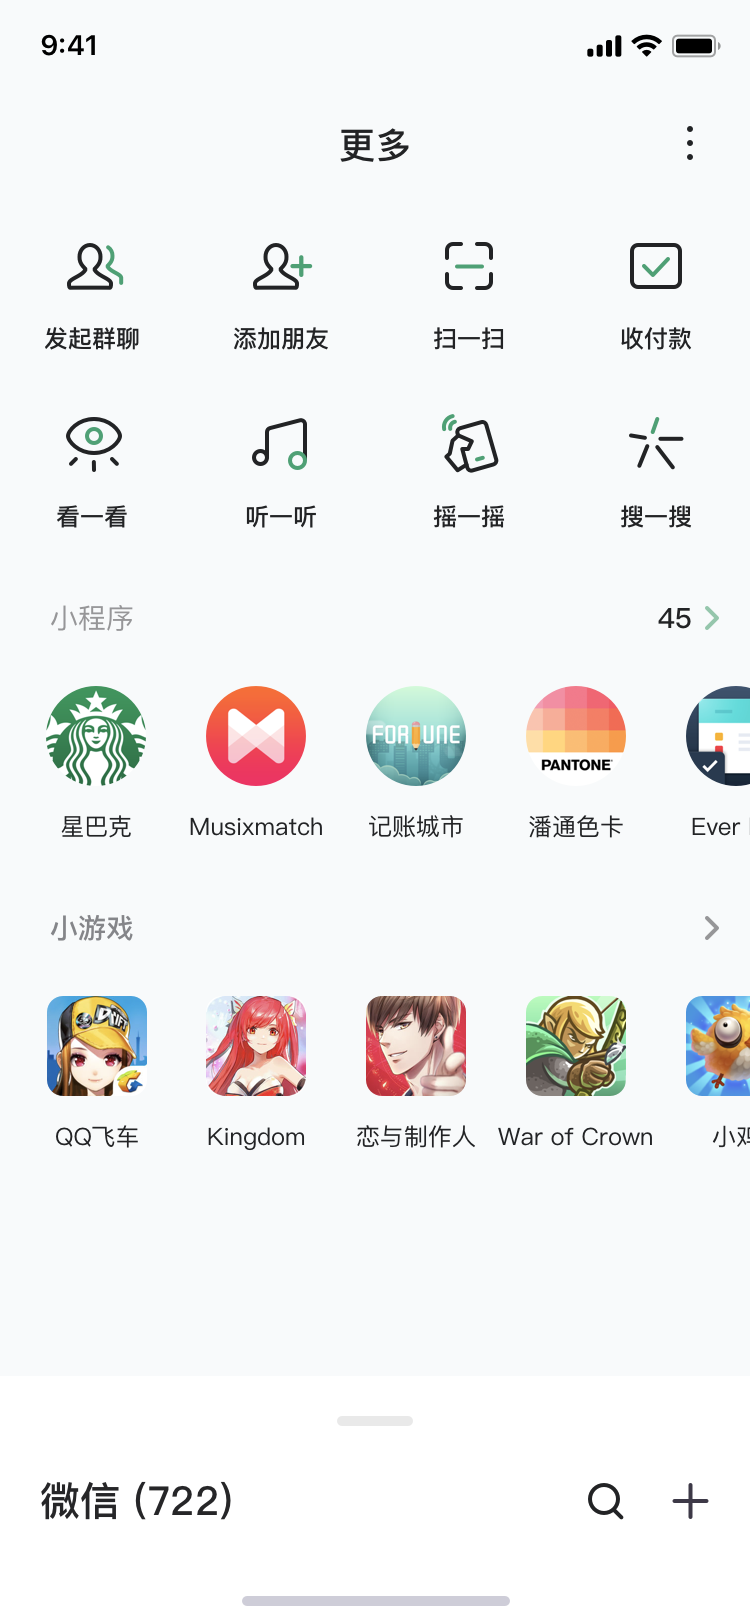 9:41
更多
发起群聊 添加朋友 扫一扫 收付款
看一看 听一听 摇一摇 搜一搜
小程序 45
FORTUNE PANTONE
星巴克 Musixmatch 记账城市 潘通色卡 Ever
小游戏
DRIFT
QQ飞车 Kingdom 恋与制作人 War of Crown 小鸡
微信 (722)